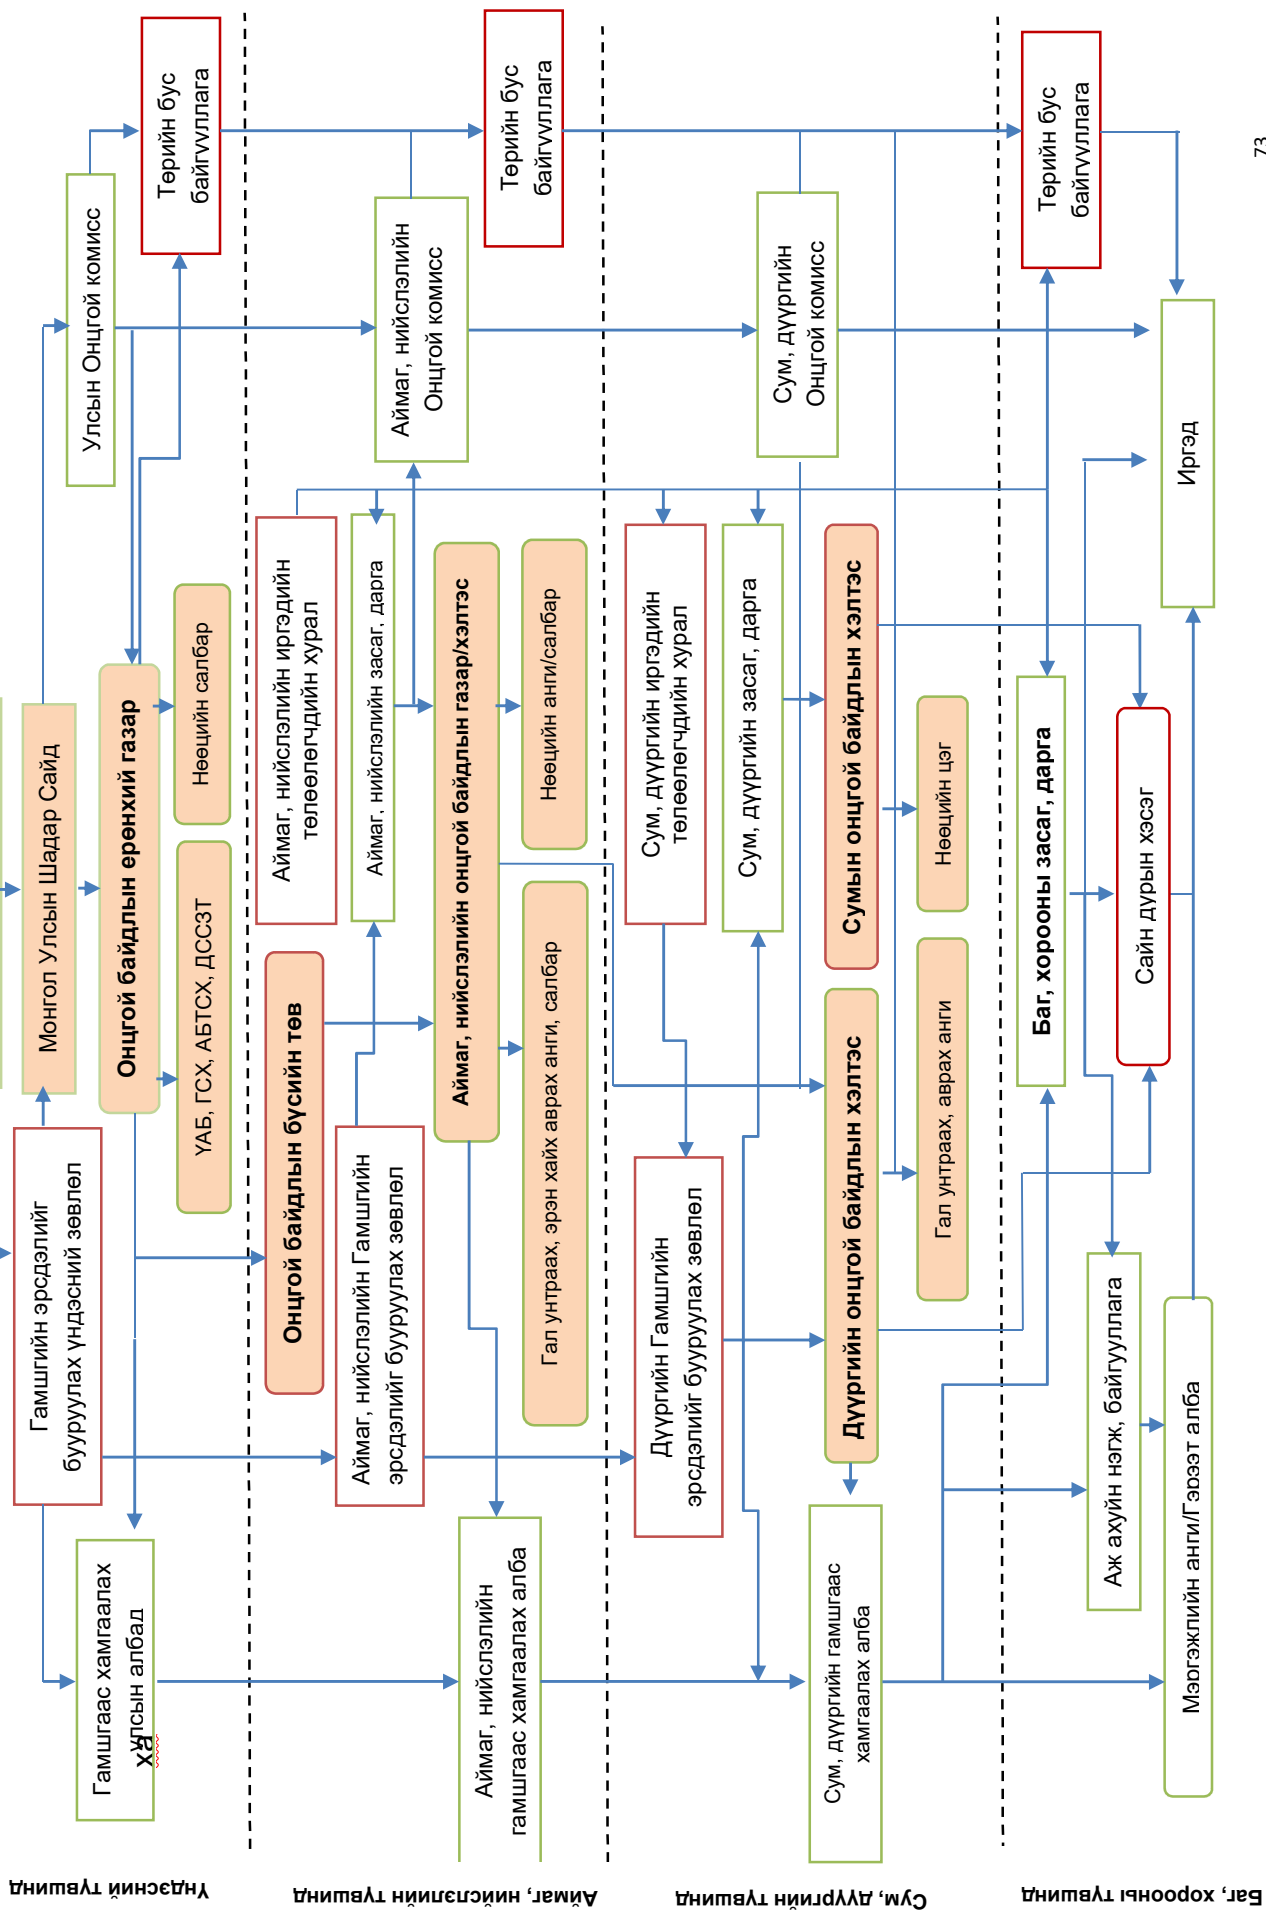 Үндэсний түвшинд
Гамшгаас хамгаалах
улсын албад
ха
Гамшгийн эрсдэлийг
бууруулах үндэсний зөвлөл
Монгол Улсын Шадар Сайд
Улсын Онцгой комисс
Онцгой байдлын ерөнхий газар
Төрийн бус
байгууллага
ҮАБ, ГСХ, АБТСХ, ДССЗТ
Нөөцийн салбар
Аймаг, нийслэлийн түвшинд
Онцгой байдлын бүсийн төв
Аймаг, нийслэлийн иргэдийн
төлөөлөгчдийн хурал
Аймаг, нийслэлийн Гамшгийн
эрсдэлийг бууруулах зөвлөл
Аймаг, нийслэлийн засаг, дарга
Аймаг, нийслэлийн
Онцгой комисс
Аймаг, нийслэлийн
гамшгаас хамгаалах алба
Аймаг, нийслэлийн онцгой байдлын газар/хэлтэс
Төрийн бус
байгууллага
Гал унтраах, эрэн хайх аврах анги, салбар
Нөөцийн анги/салбар
Сум, дүүргийн түвшинд
Дүүргийн Гамшгийн
эрсдэлийг бууруулах зөвлөл
Сум, дүүргийн иргэдийн
төлөөлөгчдийн хурал
Сум, дүүргийн засаг, дарга
Сум, дүүргийн
Онцгой комисс
Сум, дүүргийн гамшгаас
хамгаалах алба
Дүүргийн онцгой байдлын хэлтэс
Сумын онцгой байдлын хэлтэс
Гал унтраах, аврах анги
Нөөцийн цэг
Баг, хорооны түвшинд
Баг, хорооны засаг, дарга
Төрийн бус
байгууллага
Аж ахуйн нэгж, байгууллага
Сайн дурын хэсэг
Мэргэжлийн анги/Гэрээт алба
Иргэд
73